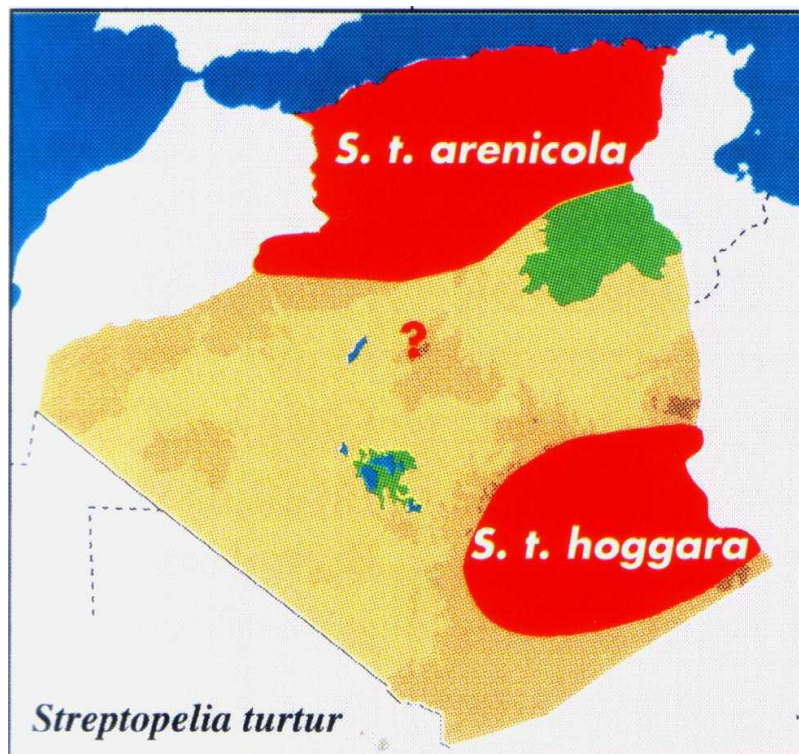 S. t. arenicola
?
S. t. hoggara
Streptopelia turtur